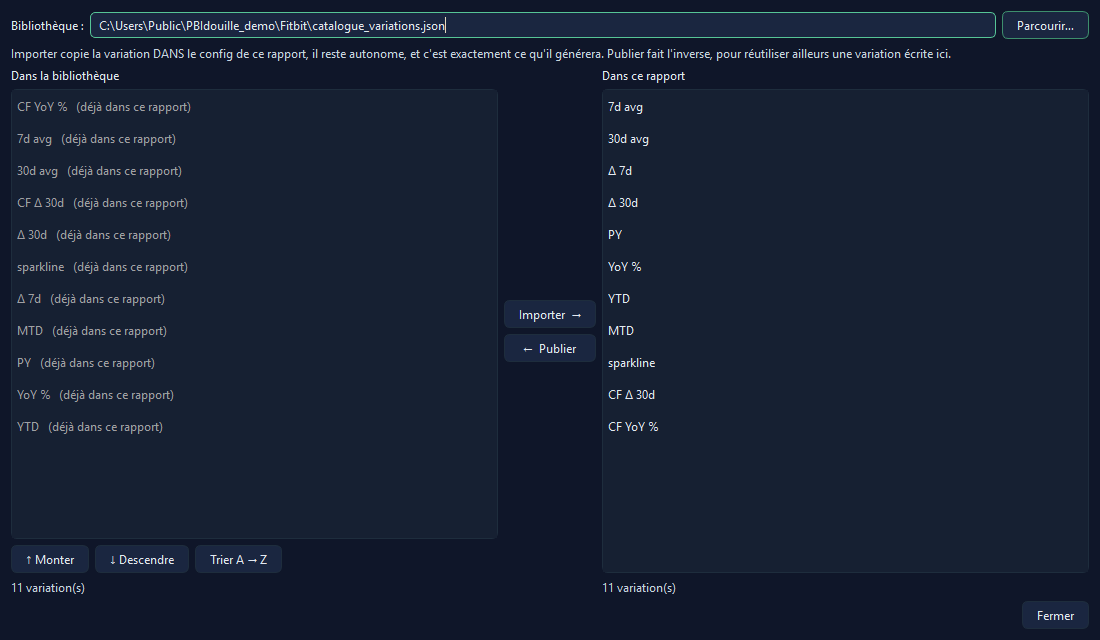 Bibliothèque : C:\Users\Public\PBIdouille_demo\Fitbit\catalogue_variations.json Parcourir...
Importer copie la variation DANS le config de ce rapport, il reste autonome, et c'est exactement ce qu'il générera. Publier fait l'inverse, pour réutiliser ailleurs une variation écrite ici.
Dans la bibliothèque
CF YoY % (déjà dans ce rapport)
7d avg (déjà dans ce rapport)
30d avg (déjà dans ce rapport)
CF Δ 30d (déjà dans ce rapport)
Δ 30d (déjà dans ce rapport)
sparkline (déjà dans ce rapport)
Δ 7d (déjà dans ce rapport)
MTD (déjà dans ce rapport)
PY (déjà dans ce rapport)
YoY % (déjà dans ce rapport)
YTD (déjà dans ce rapport)
↑ Monter ↓ Descendre Trier A → Z
11 variation(s)
Importer →
← Publier
Dans ce rapport
7d avg
30d avg
Δ 7d
Δ 30d
PY
YoY %
YTD
MTD
sparkline
CF Δ 30d
CF YoY %
11 variation(s)
Fermer